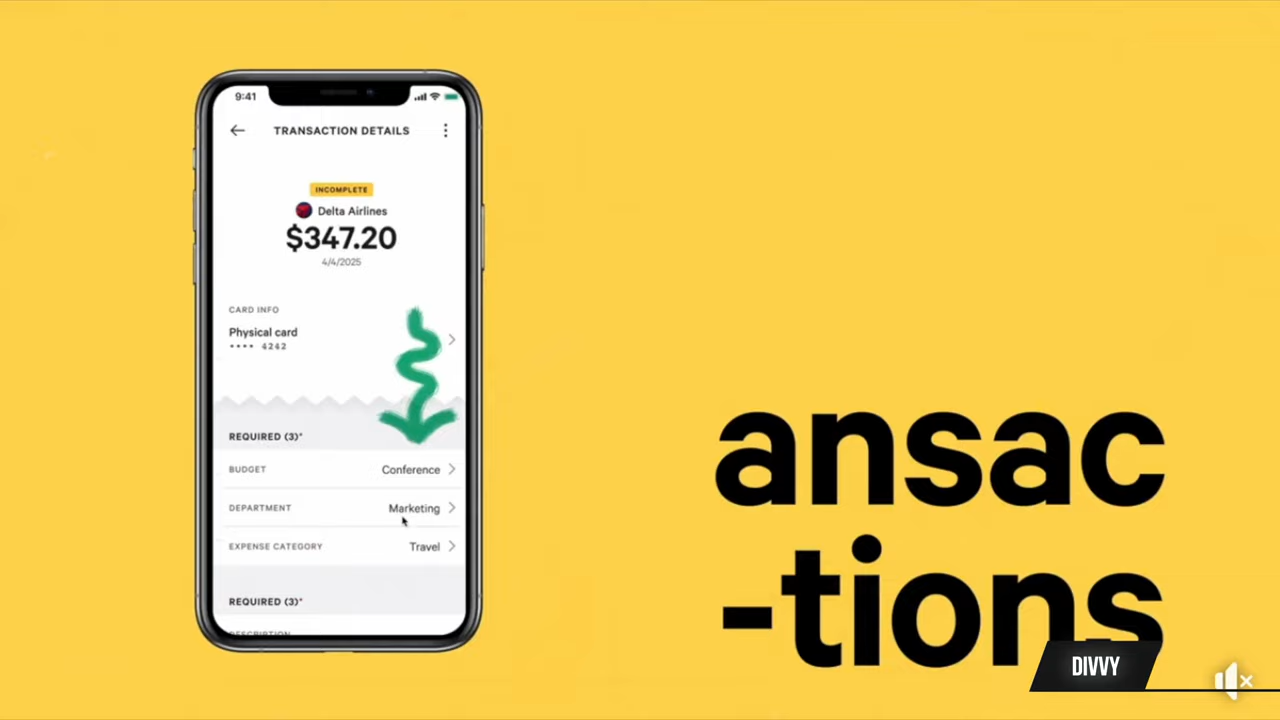 9:41
TRANSACTION DETAILS
INCOMPLETE
Delta Airlines
$347.20
4/4/2025
CARD INFO
Physical card
•••• 4242
REQUIRED (3)*
BUDGET Conference
DEPARTMENT Marketing
EXPENSE CATEGORY Travel
REQUIRED (3)*
DESCRIPTION
ansac
-tions
DIVVY